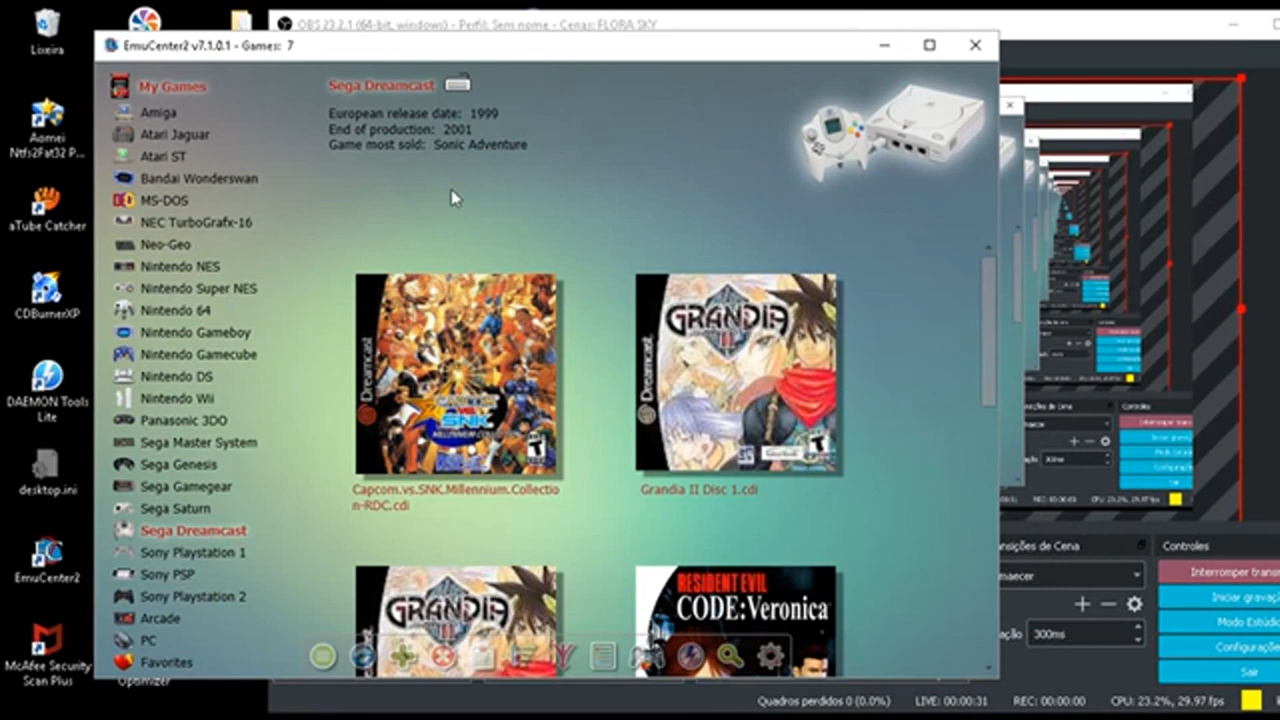 OBS 23.2.1 (64-bit, windows) - Perfil: Sem nome - Cenas: FLORA SKY
Lixeira
EmuCenter2 v7.1.0.1 - Games: 7
My Games
Sega Dreamcast
European release date: 1999
End of production: 2001
Game most sold: Sonic Adventure
Amiga
Atari Jaguar
Atari ST
Bandai Wonderswan
MS-DOS
NEC TurboGrafx-16
Neo-Geo
Nintendo NES
Nintendo Super NES
Nintendo 64
Nintendo Gameboy
Nintendo Gamecube
Nintendo DS
Nintendo Wii
Panasonic 3DO
Sega Master System
Sega Genesis
Sega Gamegear
Sega Saturn
Sega Dreamcast
Sony Playstation 1
Sony PSP
Sony Playstation 2
Arcade
PC
Favorites
Aomei
Ntfs2Fat32 P...
aTube Catcher
CDBurnerXP
DAEMON Tools
Lite
desktop.ini
EmuCenter2
McAfee Security
Scan Plus
Optimizer
Dreamcast
SNK
T
Capcom.vs.SNK.Millennium.Collectio
n-RDC.cdi
Dreamcast
GRANDIA
II
T
Grandia II Disc 1.cdi
GRANDIA
II
RESIDENT EVIL
CODE:Veronica
nsições de Cena
Controles
300ms
Interromper transm
Iniciar gravaç
Modo Estúdi
Configuraçõe
Sair
Quadros perdidos 0 (0.0%)
LIVE: 00:00:31
REC: 00:00:00
CPU: 23.2%, 29.97 fps